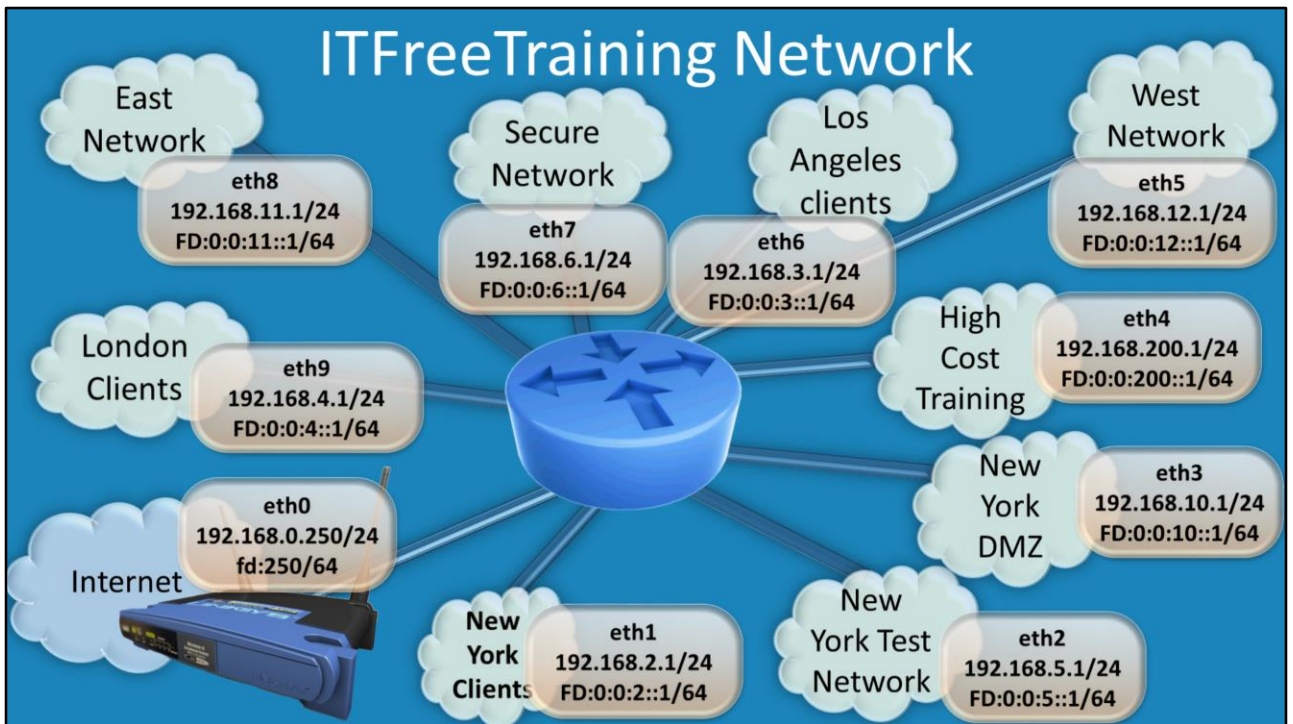 ITFreeTraining Network
East
Network
eth8
192.168.11.1/24
FD:0:0:11::1/64
Secure
Network
eth7
192.168.6.1/24
FD:0:0:6::1/64
Los
Angeles
clients
eth6
192.168.3.1/24
FD:0:0:3::1/64
West
Network
eth5
192.168.12.1/24
FD:0:0:12::1/64
London
Clients
eth9
192.168.4.1/24
FD:0:0:4::1/64
High
Cost
Training
eth4
192.168.200.1/24
FD:0:0:200::1/64
New
York
DMZ
eth3
192.168.10.1/24
FD:0:0:10::1/64
Internet
eth0
192.168.0.250/24
fd:250/64
New
York
Clients
eth1
192.168.2.1/24
FD:0:0:2::1/64
New
York Test
Network
eth2
192.168.5.1/24
FD:0:0:5::1/64